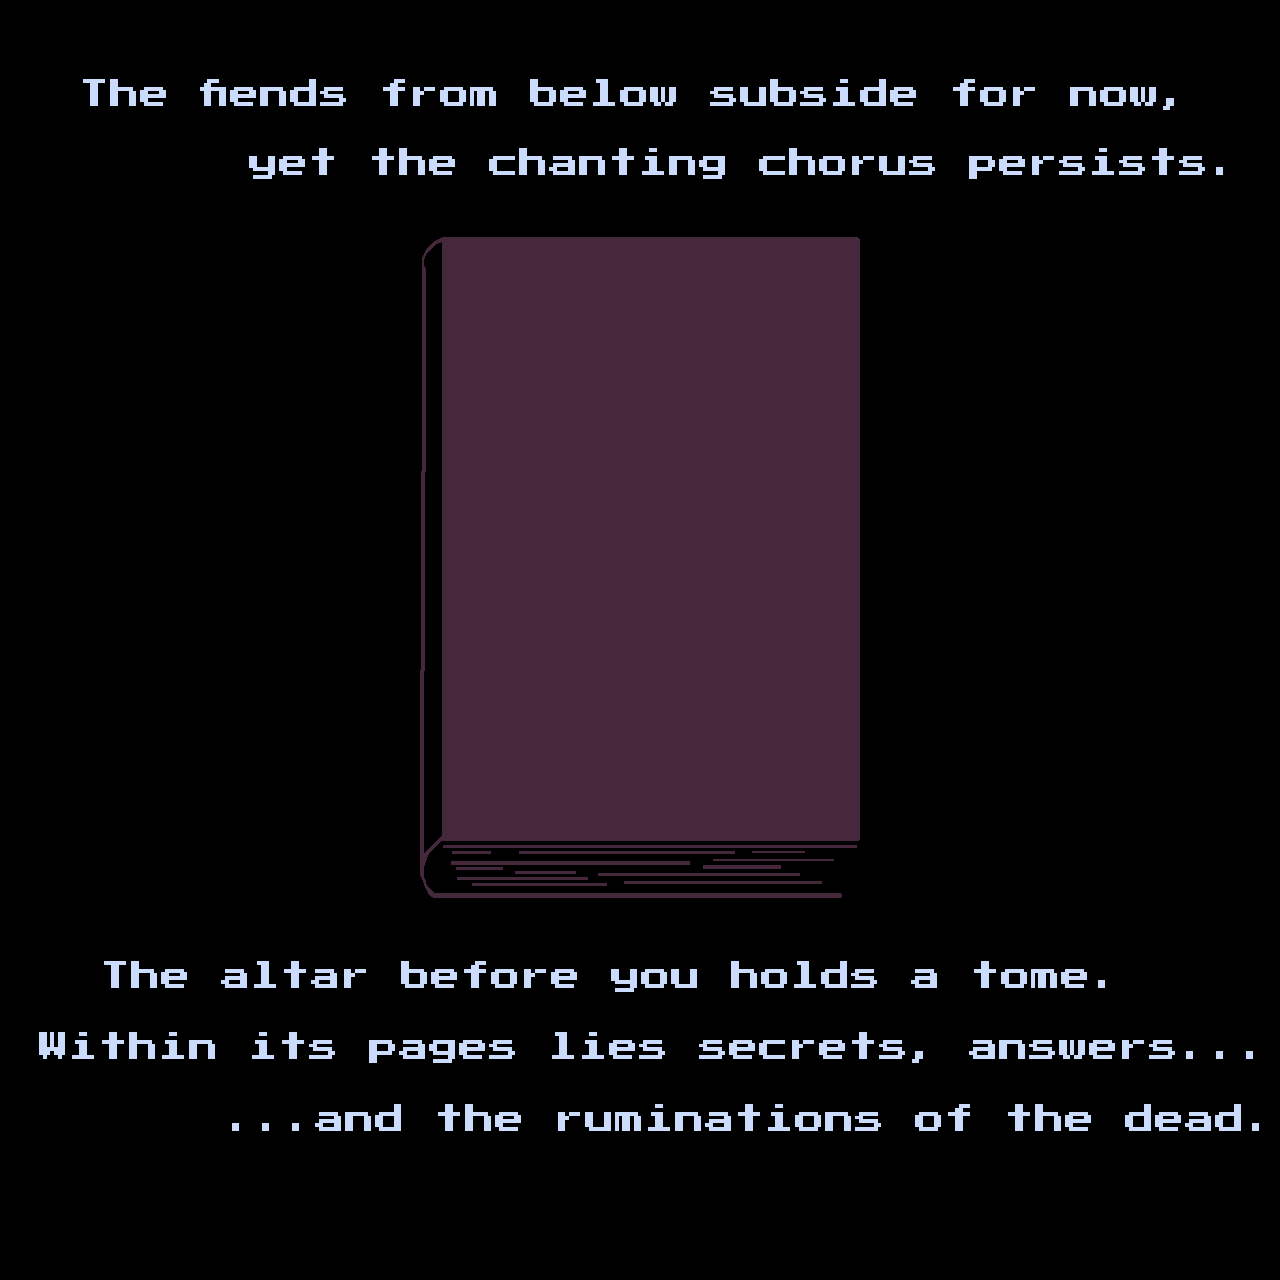 The fiends from below subside for now,
yet the chanting chorus persists.
The altar before you holds a tome.
Within its pages lies secrets, answers...
...and the ruminations of the dead.